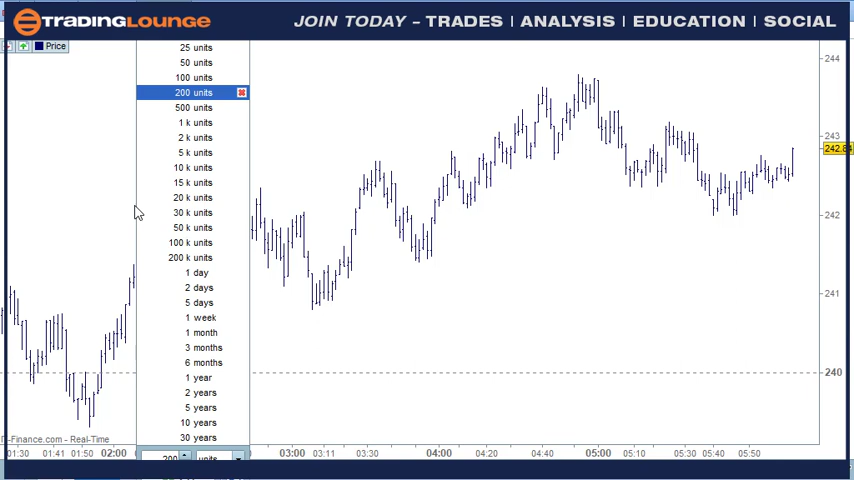 TRADINGLOUNGE
JOIN TODAY – TRADES | ANALYSIS | EDUCATION | SOCIAL
Price
25 units
50 units
100 units
200 units
500 units
1 k units
2 k units
5 k units
10 k units
15 k units
20 k units
30 k units
50 k units
100 k units
200 k units
1 day
2 days
5 days
1 week
1 month
3 months
6 months
1 year
2 years
5 years
10 years
30 years
200 units
244
243
242.84
242
241
240
IT-Finance.com - Real-Time
01:30 01:41 01:50 02:00 03:00 03:11 03:30 04:00 04:20 04:40 05:00 05:10 05:30 05:40 05:50